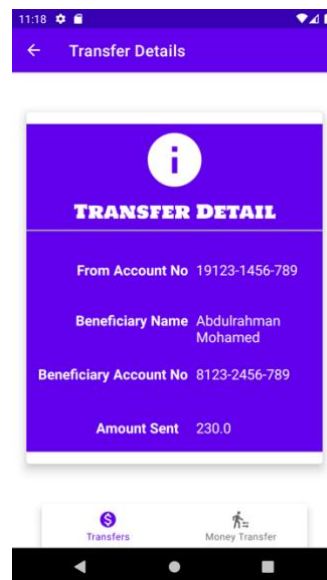 11:18
Transfer Details
TRANSFER DETAIL
From Account No 19123-1456-789
Beneficiary Name Abdulrahman
Mohamed
Beneficiary Account No 8123-2456-789
Amount Sent 230.0
Transfers Money Transfer